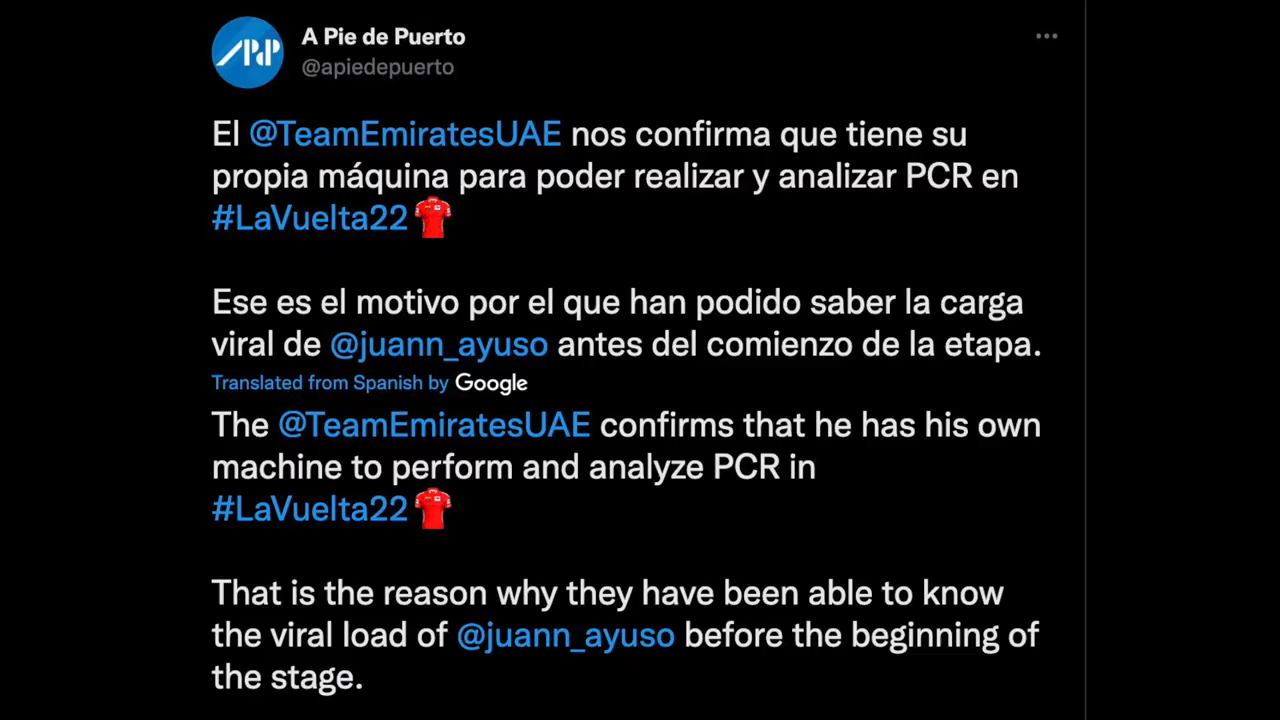 A Pie de Puerto
@apiedepuerto
El @TeamEmiratesUAE nos confirma que tiene su
propia máquina para poder realizar y analizar PCR en
#LaVuelta22
Ese es el motivo por el que han podido saber la carga
viral de @juann_ayuso antes del comienzo de la etapa.
Translated from Spanish by Google
The @TeamEmiratesUAE confirms that he has his own
machine to perform and analyze PCR in
#LaVuelta22
That is the reason why they have been able to know
the viral load of @juann_ayuso before the beginning of
the stage.